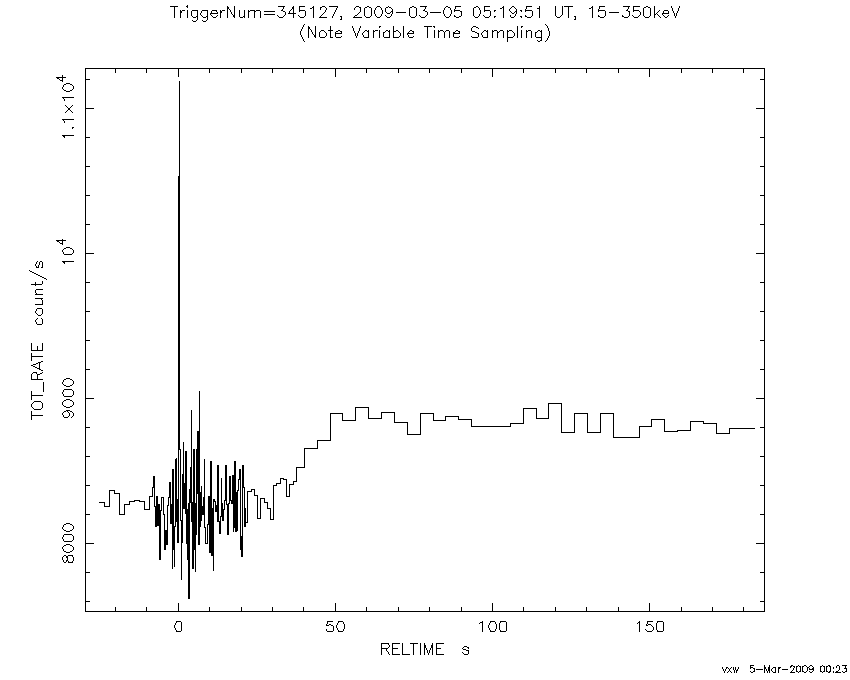 TriggerNum=345127, 2009-03-05 05:19:51 UT, 15-350keV
(Note Variable Time Sampling)
1.1×10⁴
10⁴
9000
8000
TOT_RATE count/s
0 50 100 150
RELTIME s
vxw 5-Mar-2009 00:23